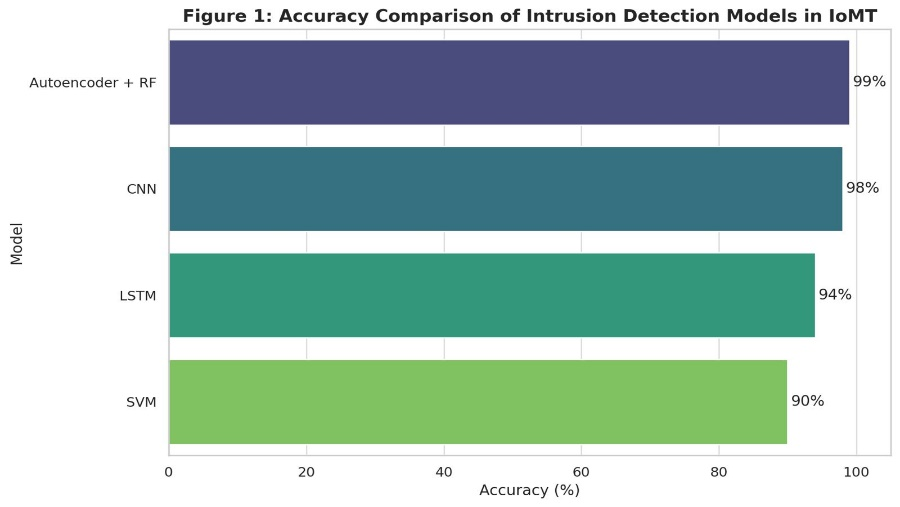 Figure 1: Accuracy Comparison of Intrusion Detection Models in IoMT
Autoencoder + RF
99%
CNN
98%
Model
LSTM
94%
SVM
90%
0 20 40 60 80 100
Accuracy (%)